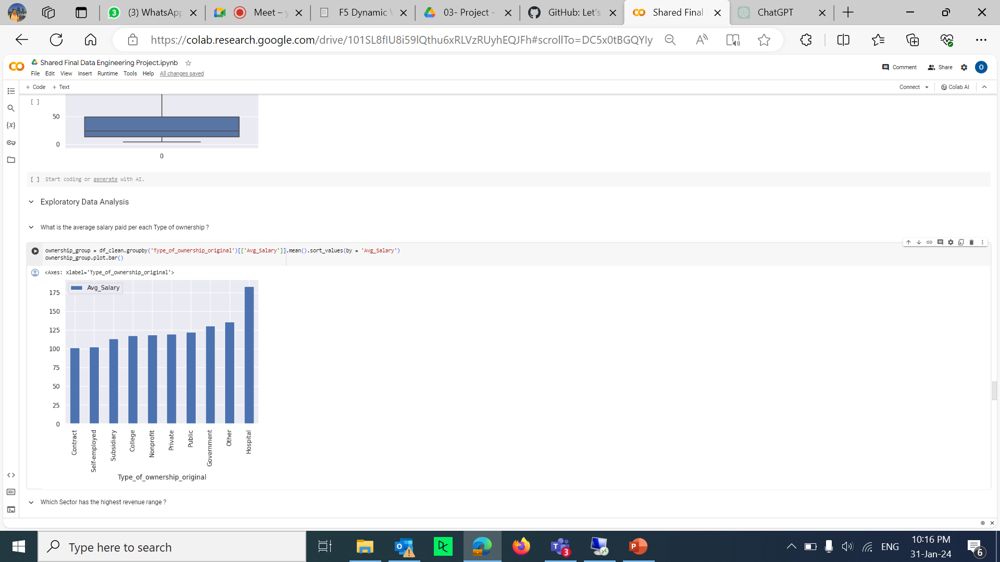 (3) WhatsApp
Meet – y
F5 Dynamic
03- Project -
GitHub: Let's
Shared Final
ChatGPT
https://colab.research.google.com/drive/101SL8fIU8i59lQthu6xRLVzRUyhEQJFh#scrollTo=DC5x0tBGQYIy
Shared Final Data Engineering Project.ipynb
Comment
Share
O
File Edit View Insert Runtime Tools Help All changes saved
+ Code + Text
Connect
Colab AI
[ ]
50
0
0
[ ] Start coding or generate with AI.
Exploratory Data Analysis
What is the average salary paid per each Type of ownership ?
ownership_group = df_clean.groupby('Type_of_ownership_original')[['Avg_Salary']].mean().sort_values(by = 'Avg_Salary')
ownership_group.plot.bar()
<Axes: xlabel='Type_of_ownership_original'>
Avg_Salary
175
150
125
100
75
50
25
0
Contract
Self-employed
Subsidiary
College
Nonprofit
Private
Public
Government
Other
Hospital
Type_of_ownership_original
Which Sector has the highest revenue range ?
Type here to search
3
ENG
10:16 PM
31-Jan-24
6